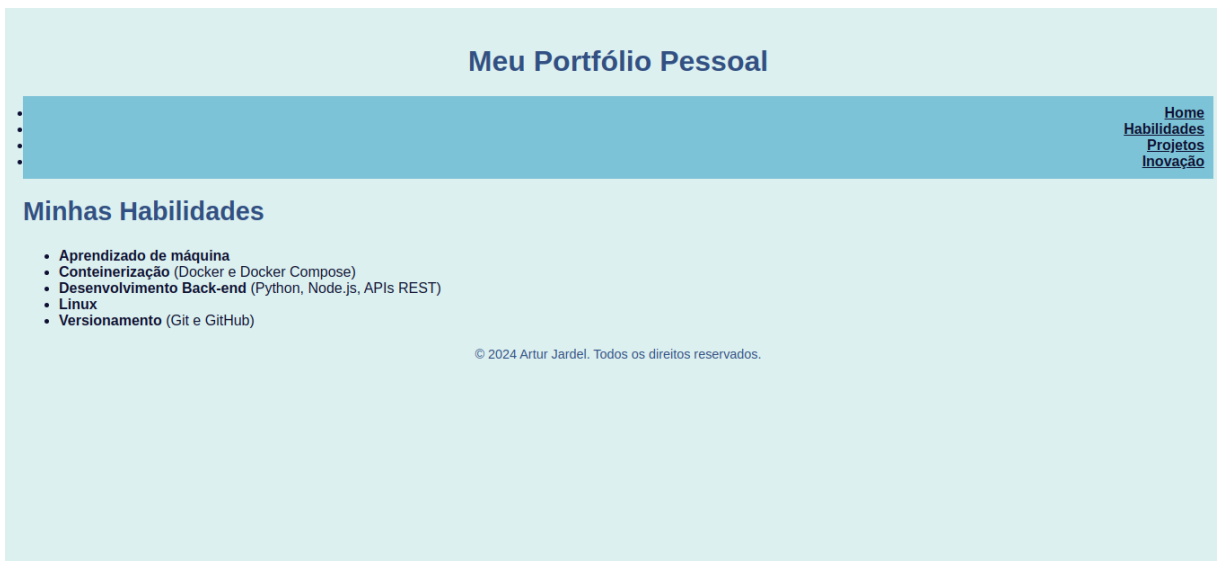 Meu Portfólio Pessoal
Home
Habilidades
Projetos
Inovação
Minhas Habilidades
Aprendizado de máquina
Conteinerização (Docker e Docker Compose)
Desenvolvimento Back-end (Python, Node.js, APIs REST)
Linux
Versionamento (Git e GitHub)
© 2024 Artur Jardel. Todos os direitos reservados.